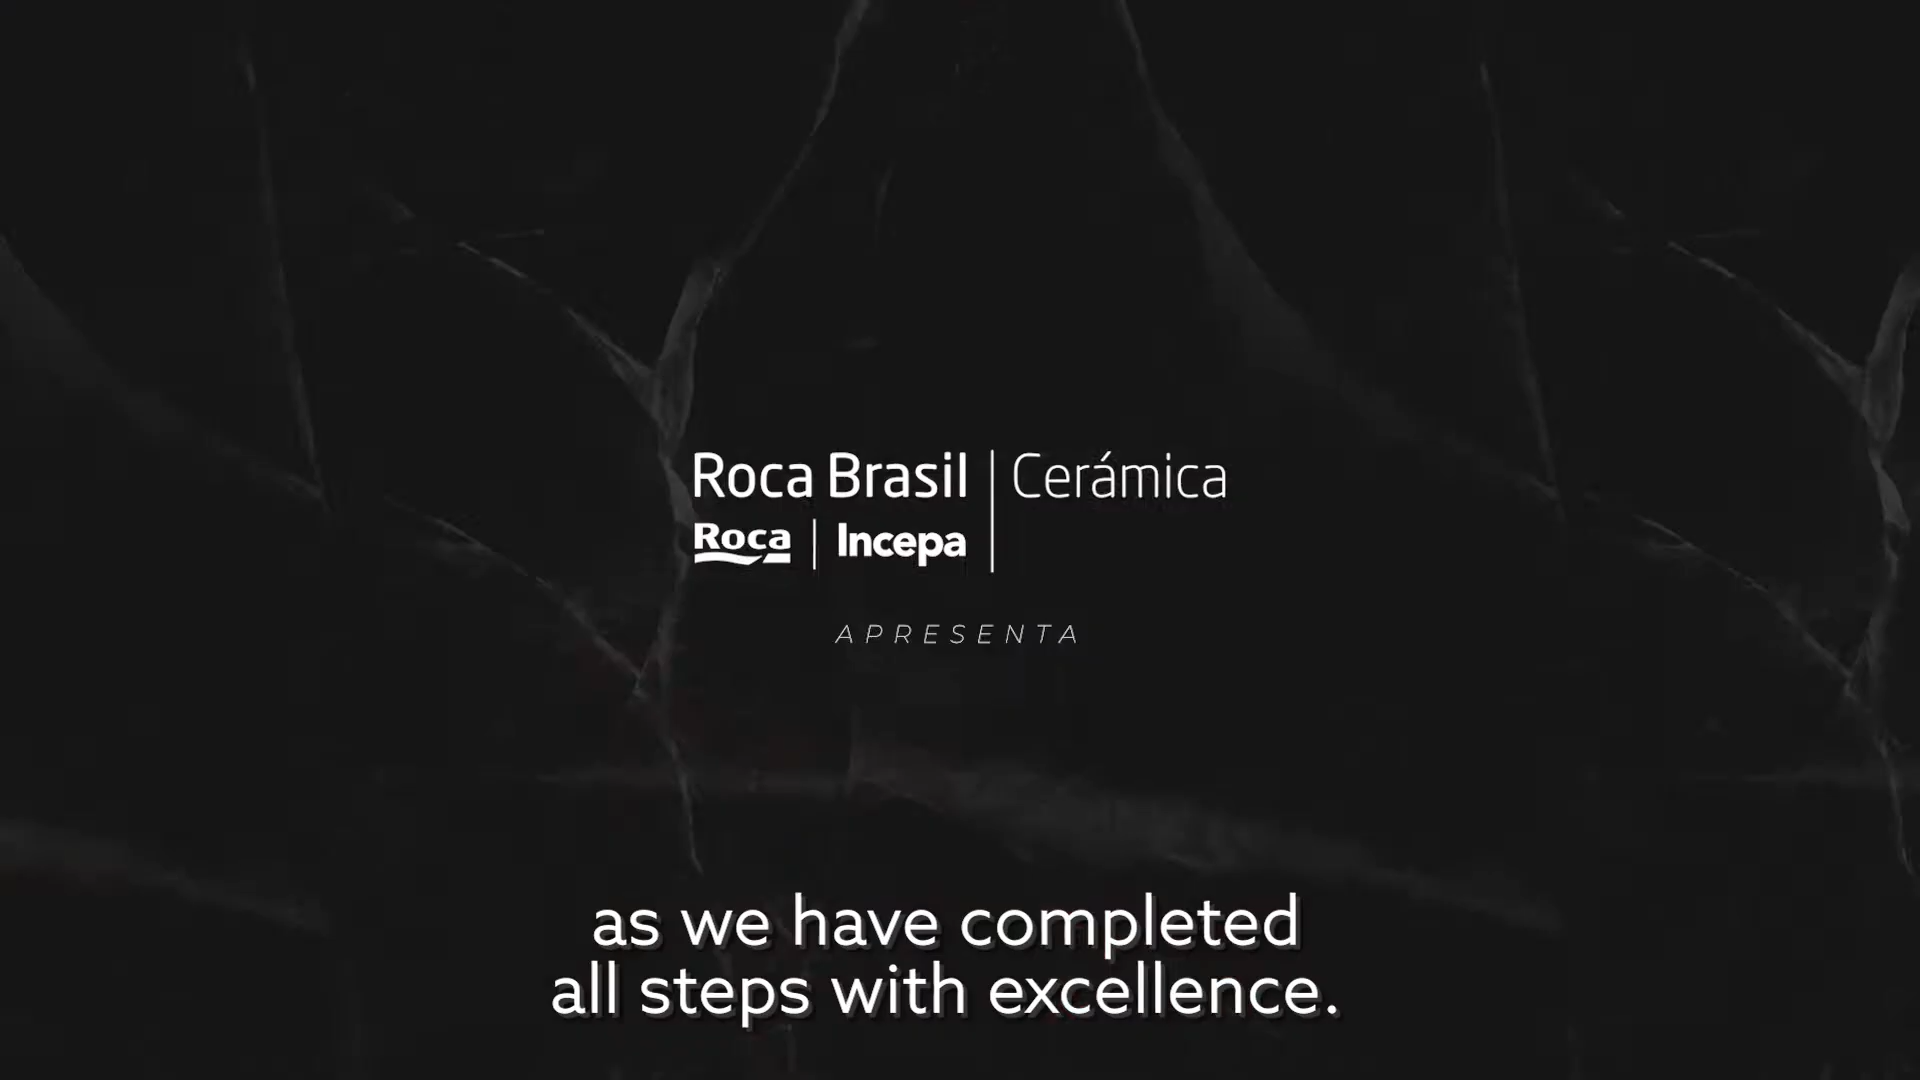 Roca Brasil | Cerámica
Roca | Incepa
APRESENTA
as we have completed
all steps with excellence.